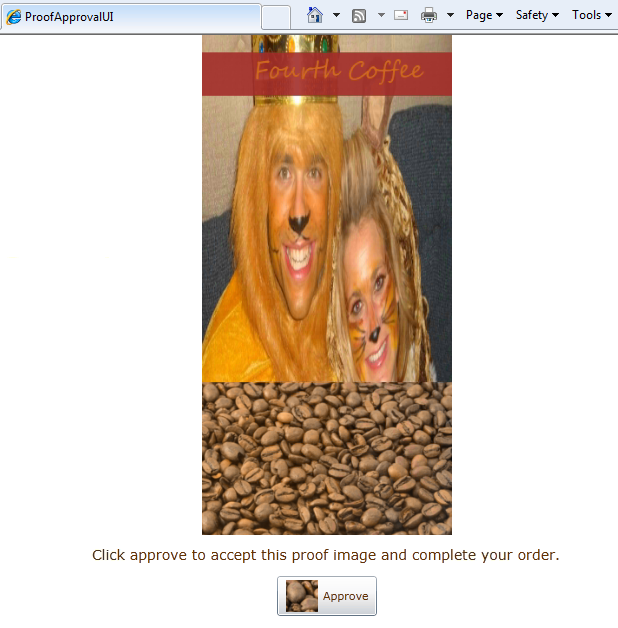 ProofApprovalUI
Page Safety Tools
Fourth Coffee
Click approve to accept this proof image and complete your order.
Approve